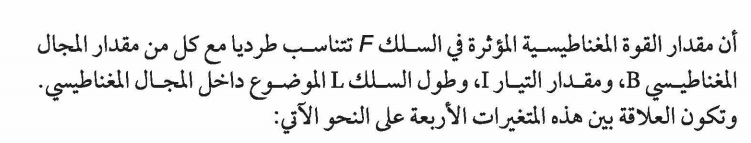 أن مقدار القوة المغناطيسية المؤثرة في السلك F تتناسب طرديا مع كل من مقدار المجال
المغناطيسي B، ومقدار التيار I، وطول السلك L الموضوع داخل المجال المغناطيسي.
وتكون العلاقة بين هذه المتغيرات الأربعة على النحو الآتي: